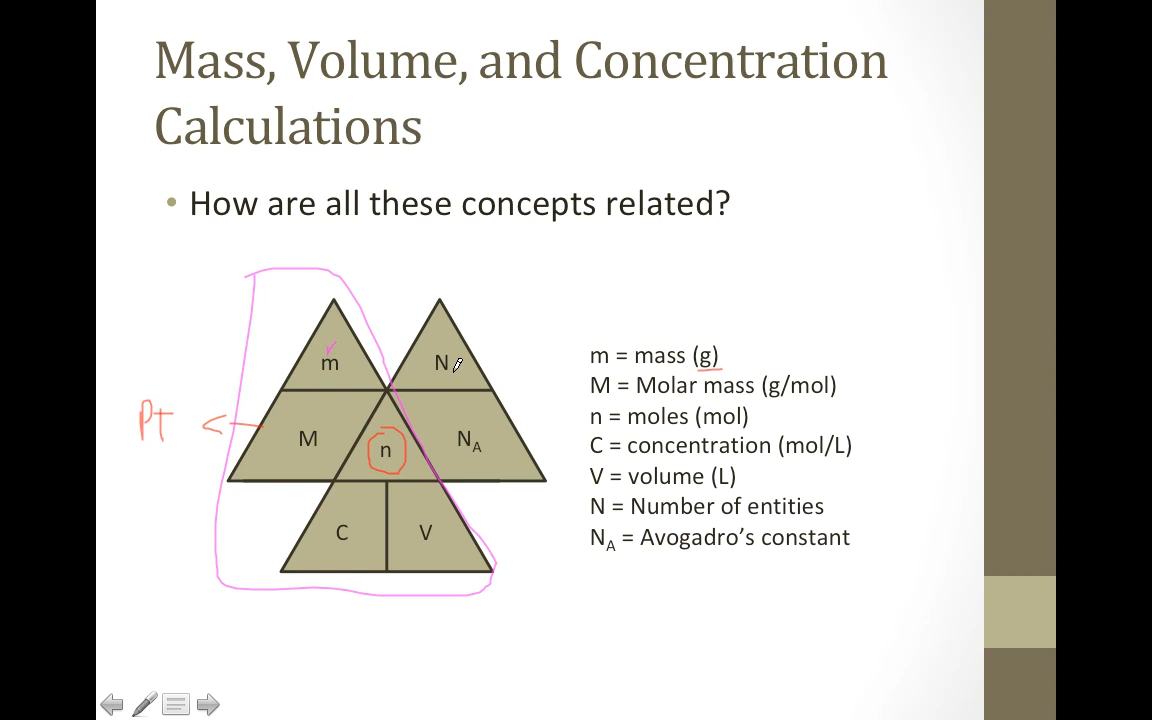 Mass, Volume, and Concentration
Calculations
• How are all these concepts related?
m
N
Pt
M
n
N_A
C
V
m = mass (g)
M = Molar mass (g/mol)
n = moles (mol)
C = concentration (mol/L)
V = volume (L)
N = Number of entities
N_A = Avogadro’s constant